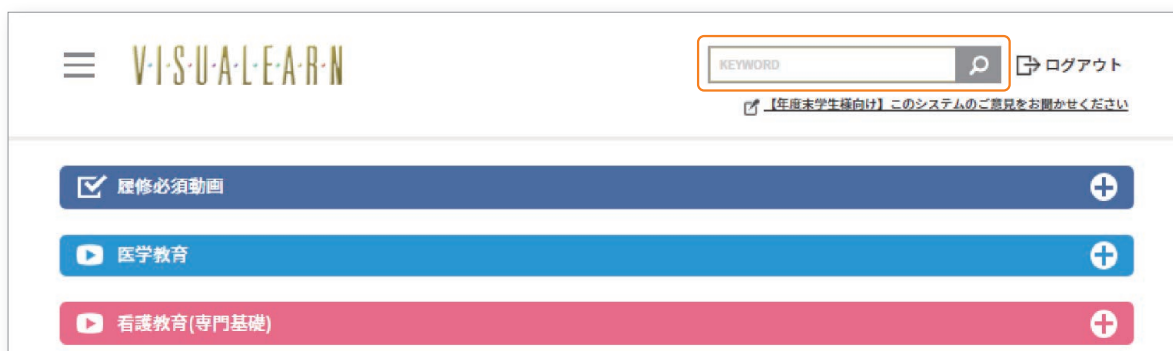 V·I·S·U·A·L·E·A·R·N
KEYWORD
ログアウト
【年度末学生様向け】このシステムのご意見をお聞かせください
履修必須動画
医学教育
看護教育(専門基礎)